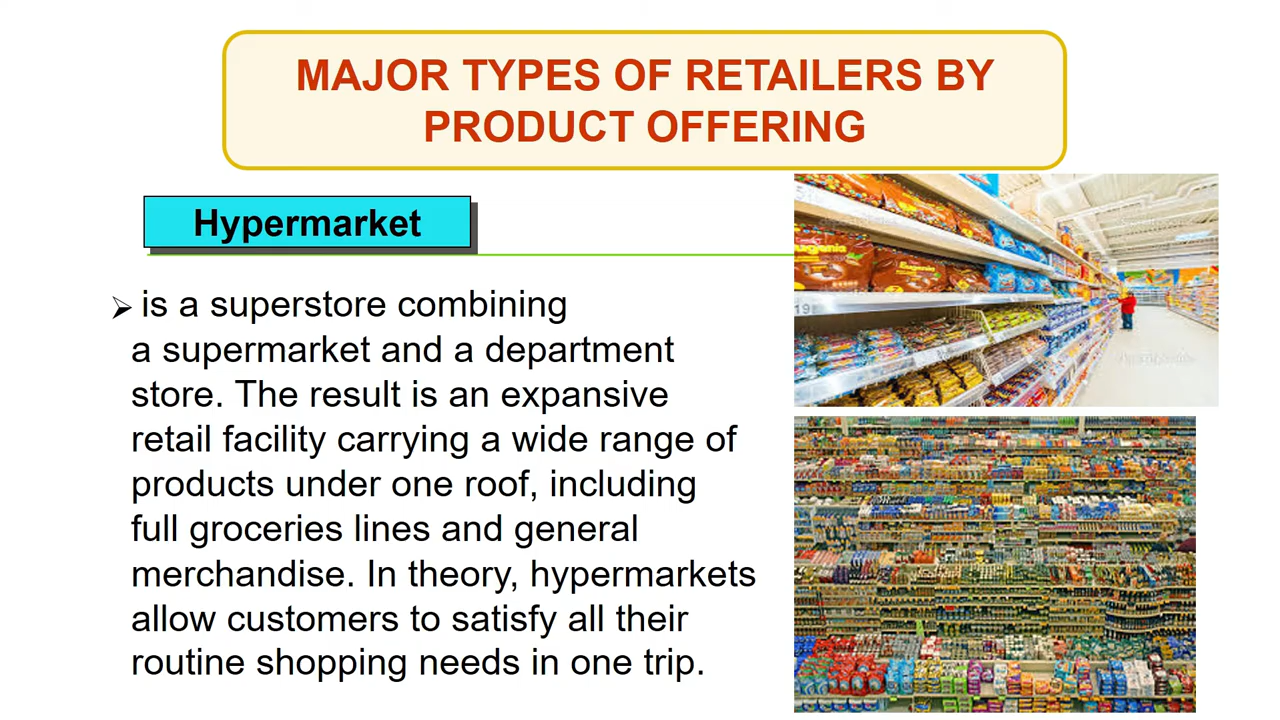 MAJOR TYPES OF RETAILERS BY
PRODUCT OFFERING
Hypermarket
➢ is a superstore combining
a supermarket and a department
store. The result is an expansive
retail facility carrying a wide range of
products under one roof, including
full groceries lines and general
merchandise. In theory, hypermarkets
allow customers to satisfy all their
routine shopping needs in one trip.